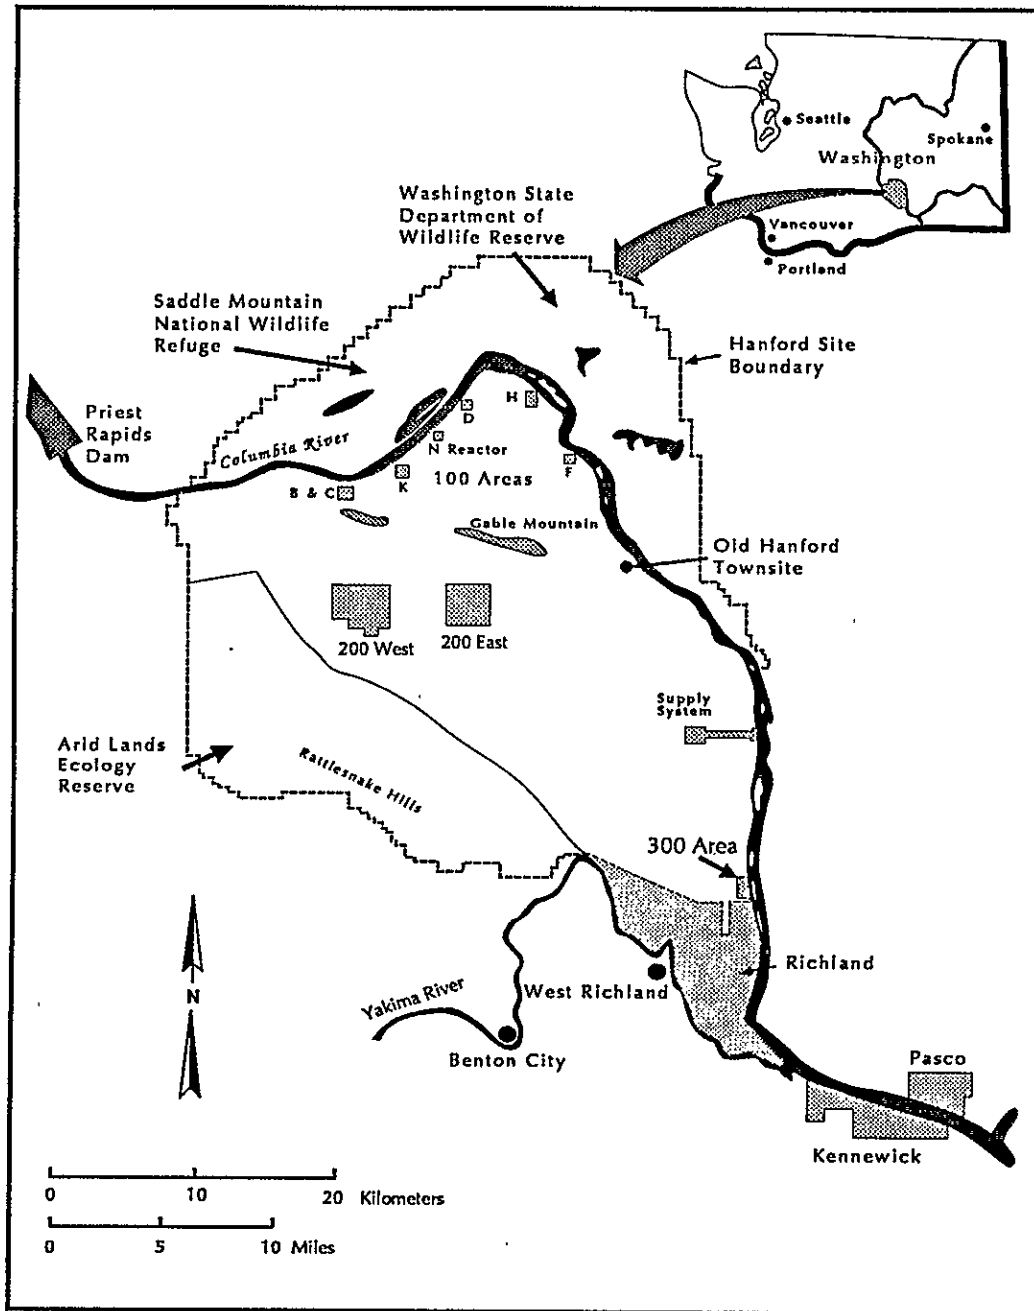 Seattle
Spokane
Washington
Vancouver
Portland
Washington State
Department of
Wildlife Reserve
Saddle Mountain
National Wildlife
Refuge
Hanford Site
Boundary
Priest
Rapids
Dam
Columbia River
D
H
N Reactor
F
K
100 Areas
B & C
Gable Mountain
Old Hanford
Townsite
200 West
200 East
Supply
System
Arid Lands
Ecology
Reserve
Rattlesnake Hills
300 Area
N
Richland
West Richland
Yakima River
Benton City
Pasco
Kennewick
0 10 20 Kilometers
0 5 10 Miles